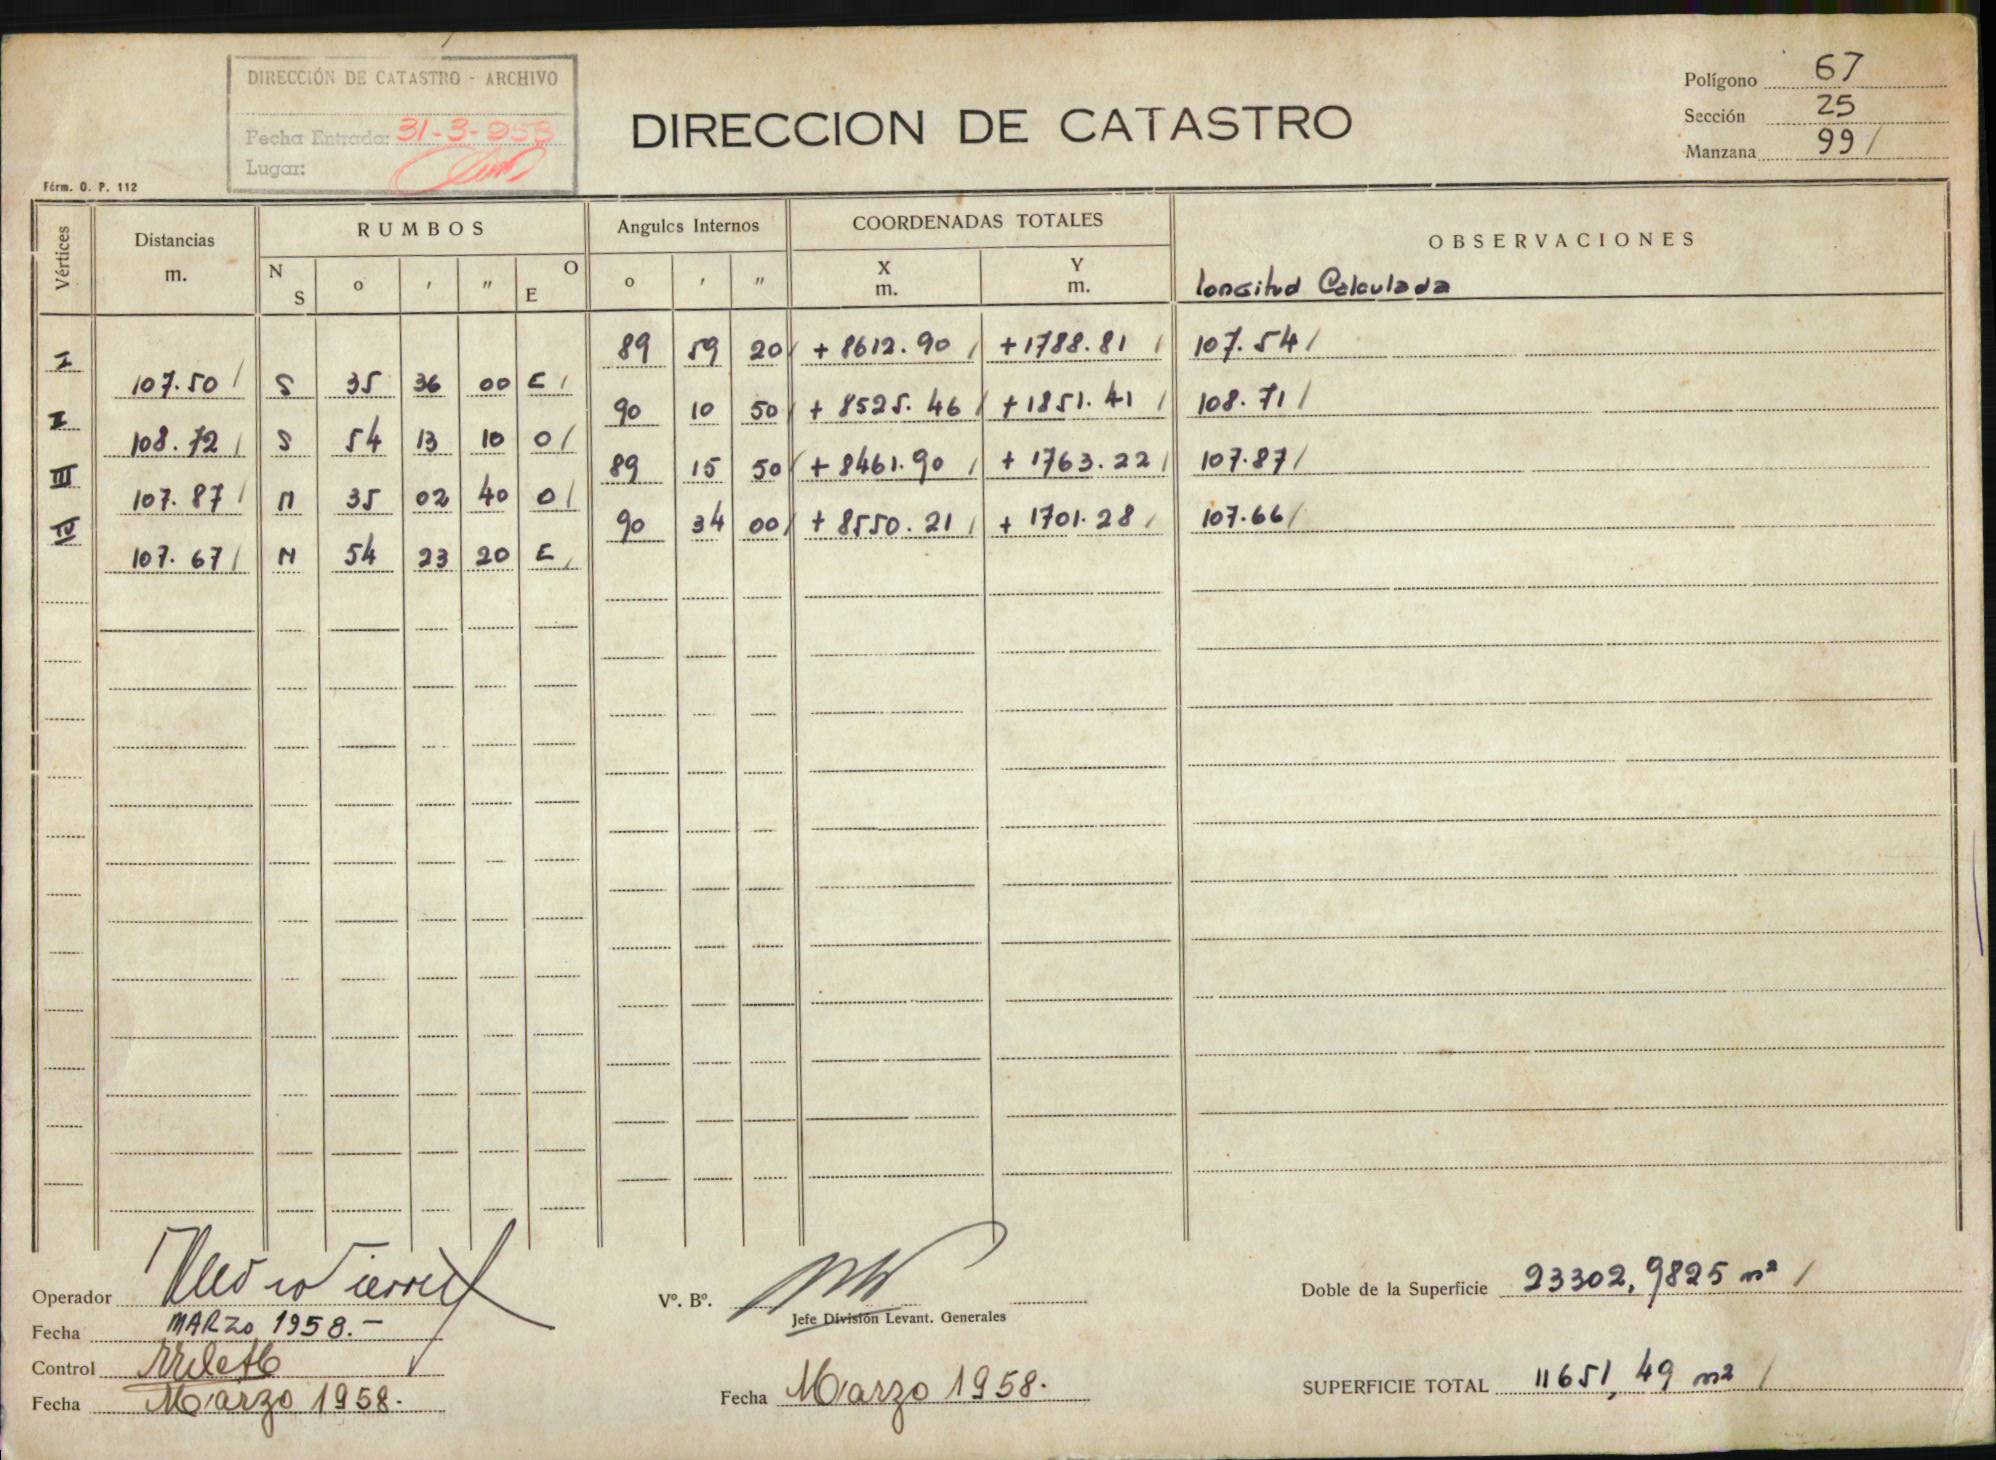 DIRECCIÓN DE CATASTRO - ARCHIVO
Fecha Entrada: 31-3-958
Lugar:
DIRECCION DE CATASTRO
Polígono 67
Sección 25
Manzana 99 /
Fórm. O. P. 112
Vértices Distancias m. RUMBOS Angulos Internos COORDENADAS TOTALES OBSERVACIONES
N S o ' " O E o ' " X m. Y m. Longitud Calculada
I 89 59 20 / + 8612.90 / + 1788.81 / 107.54 /
107.50 / S 35 36 00 E /
II 90 10 50 / + 8525.46 / + 1851.41 / 108.71 /
108.72 / S 54 13 10 O /
III 89 15 50 / + 8461.90 / + 1763.22 / 107.87 /
107.87 / N 35 02 40 O /
IV 90 34 00 / + 8550.21 / + 1701.28 / 107.66 /
107.67 / N 54 23 20 E /
Operador
Fecha MARZO 1958.-
Control
Fecha Marzo 1958.
Vº. Bº.
Jefe División Levant. Generales
Fecha Marzo 1958.
Doble de la Superficie 23302,9825 m² /
SUPERFICIE TOTAL 11651,49 m² /